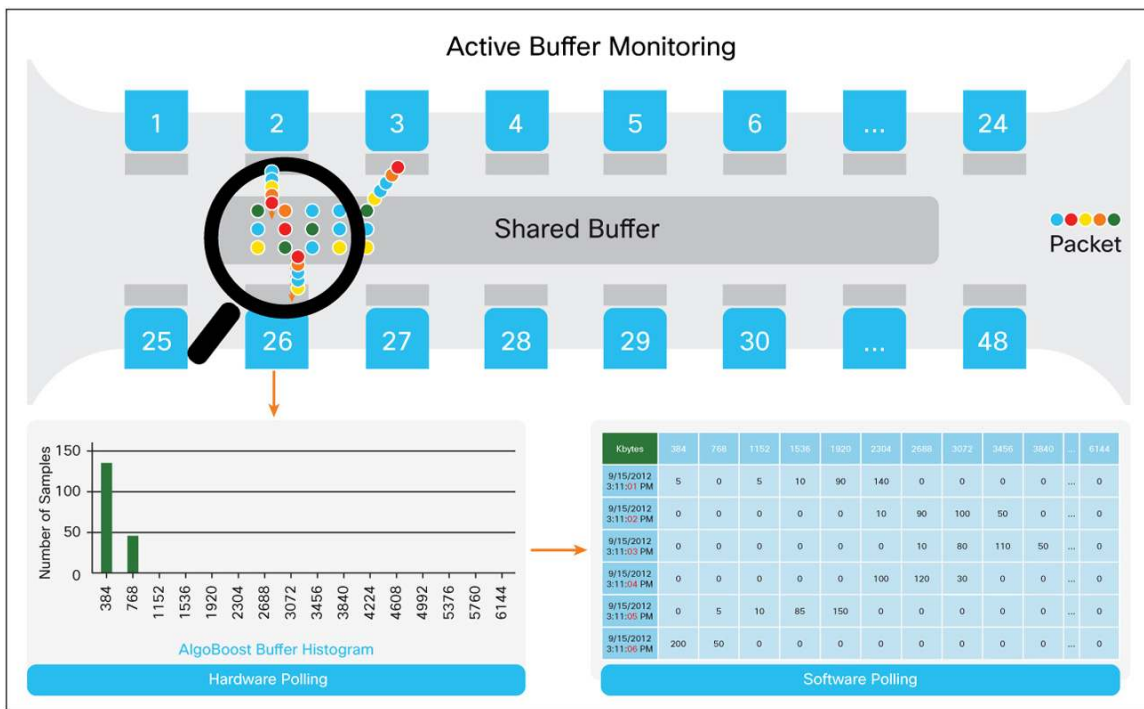 Active Buffer Monitoring
1 2 3 4 5 6 ... 24
Shared Buffer
Packet
25 26 27 28 29 30 ... 48
Number of Samples
150
100
50
0
384 768 1152 1536 1920 2304 2688 3072 3456 3840 4224 4608 4992 5376 5760 6144
AlgoBoost Buffer Histogram
Hardware Polling
Kbytes 384 768 1152 1536 1920 2304 2688 3072 3456 3840 ... 6144
9/15/2012
3:11:01 PM 5 0 5 10 90 140 0 0 0 0 ... 0
9/15/2012
3:11:02 PM 0 0 0 0 0 10 90 100 50 0 ... 0
9/15/2012
3:11:03 PM 0 0 0 0 0 0 10 80 110 50 ... 0
9/15/2012
3:11:04 PM 0 0 0 0 0 100 120 30 0 0 ... 0
9/15/2012
3:11:05 PM 0 5 10 85 150 0 0 0 0 0 ... 0
9/15/2012
3:11:06 PM 200 50 0 0 0 0 0 0 0 0 ... 0
Software Polling